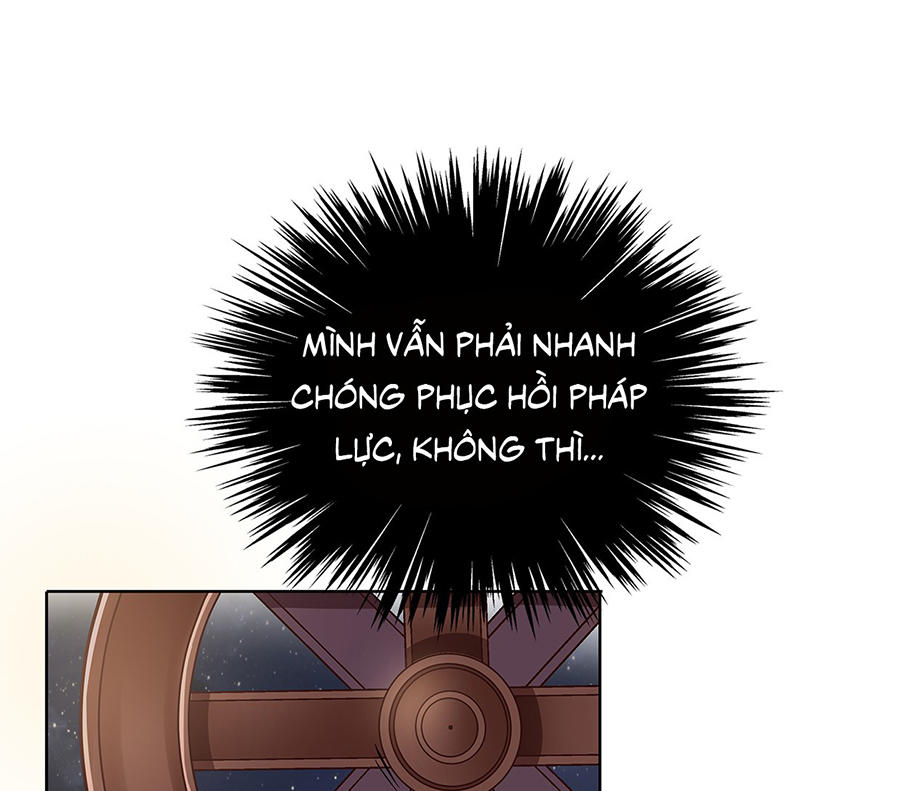 MÌNH VẪN PHẢI NHANH
CHÓNG PHỤC HỒI PHÁP
LỰC, KHÔNG THÌ...